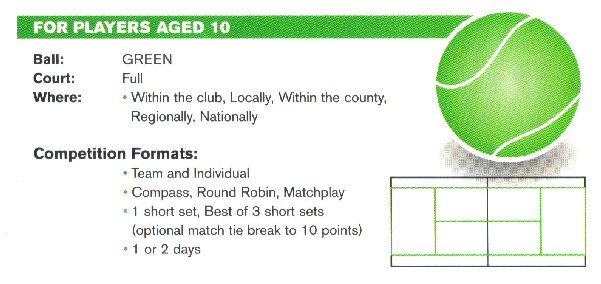 FOR PLAYERS AGED 10
Ball: GREEN
Court: Full
Where: • Within the club, Locally, Within the county,
Regionally, Nationally
Competition Formats:
• Team and Individual
• Compass, Round Robin, Matchplay
• 1 short set, Best of 3 short sets
(optional match tie break to 10 points)
• 1 or 2 days